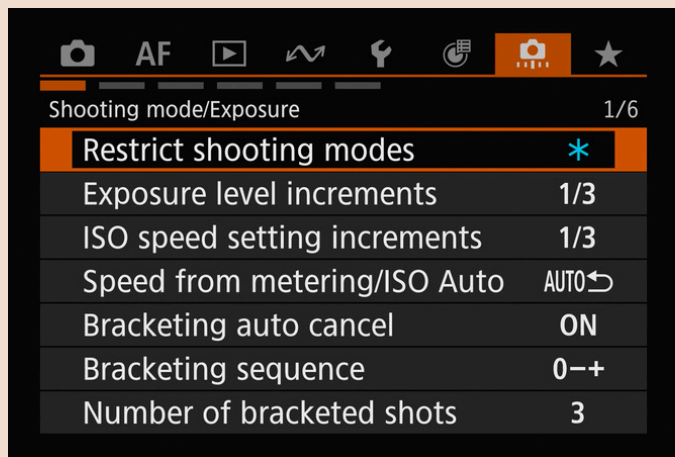 AF
Shooting mode/Exposure 1/6
Restrict shooting modes *
Exposure level increments 1/3
ISO speed setting increments 1/3
Speed from metering/ISO Auto AUTO
Bracketing auto cancel ON
Bracketing sequence 0−+
Number of bracketed shots 3